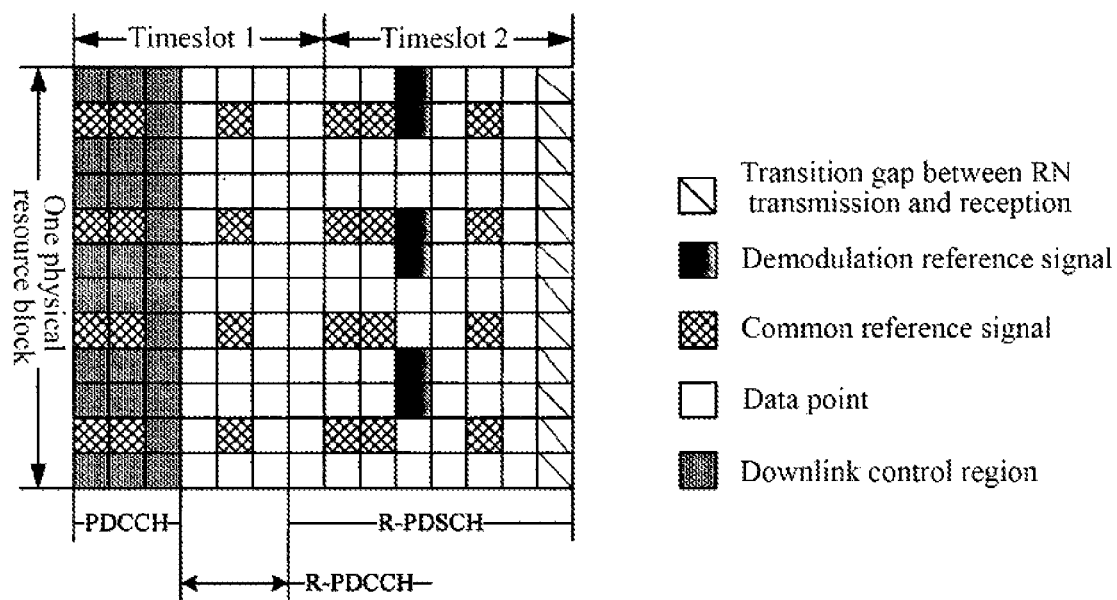 Timeslot 1
Timeslot 2
One physical
resource block
PDCCH
R-PDSCH
R-PDCCH
Transition gap between RN
transmission and reception
Demodulation reference signal
Common reference signal
Data point
Downlink control region